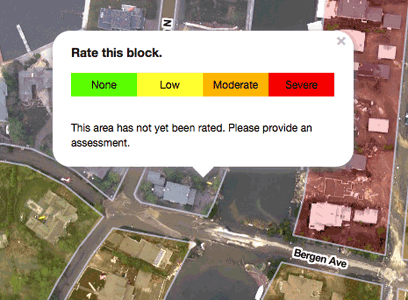 Rate this block.
None Low Moderate Severe
This area has not yet been rated. Please provide an
assessment.
Bergen Ave